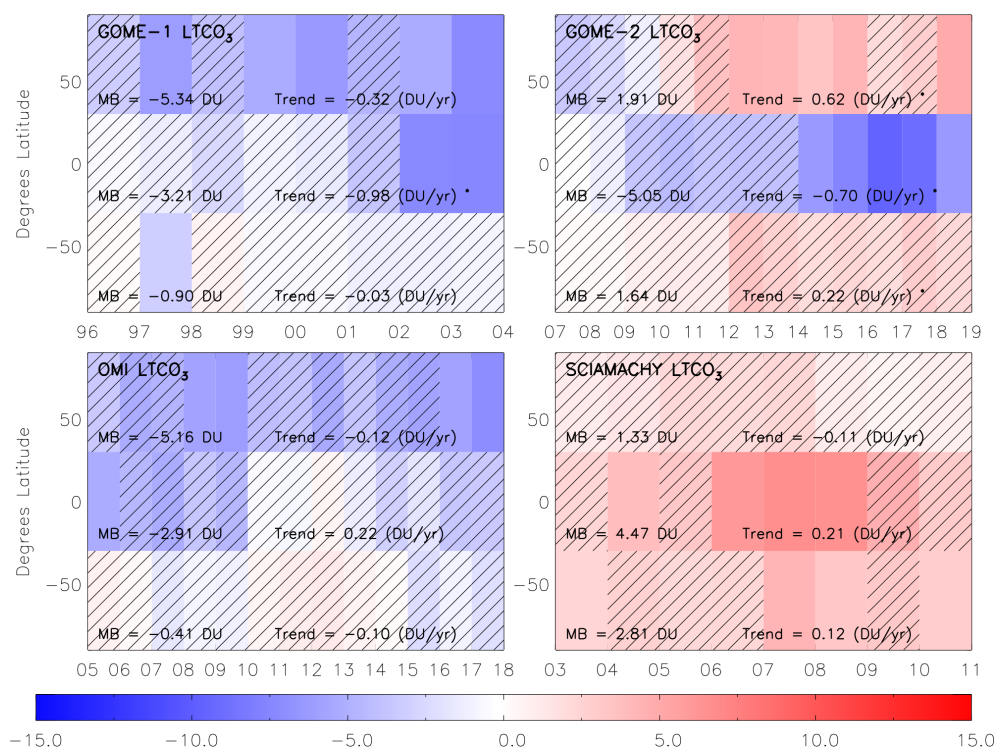 GOME-1 LTCO3
GOME-2 LTCO3
50
MB = -5.34 DU Trend = -0.32 (DU/yr)
50
MB = 1.91 DU Trend = 0.62 (DU/yr) *
Degrees Latitude
0
MB = -3.21 DU Trend = -0.98 (DU/yr) *
0
MB = -5.05 DU Trend = -0.70 (DU/yr) *
-50
MB = -0.90 DU Trend = -0.03 (DU/yr)
-50
MB = 1.64 DU Trend = 0.22 (DU/yr) *
96 97 98 99 00 01 02 03 04
07 08 09 10 11 12 13 14 15 16 17 18 19
OMI LTCO3
SCIAMACHY LTCO3
50
MB = -5.16 DU Trend = -0.12 (DU/yr)
50
MB = 1.33 DU Trend = -0.11 (DU/yr)
Degrees Latitude
0
MB = -2.91 DU Trend = 0.22 (DU/yr)
0
MB = 4.47 DU Trend = 0.21 (DU/yr)
-50
MB = -0.41 DU Trend = -0.10 (DU/yr)
-50
MB = 2.81 DU Trend = 0.12 (DU/yr)
05 06 07 08 09 10 11 12 13 14 15 16 17 18
03 04 05 06 07 08 09 10 11
-15.0 -10.0 -5.0 0.0 5.0 10.0 15.0